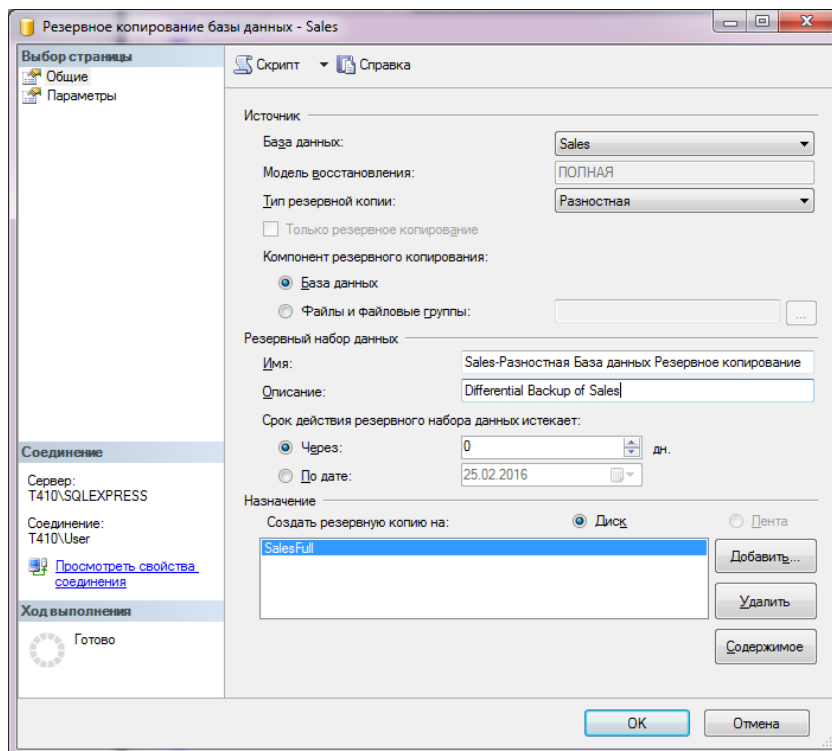 Резервное копирование базы данных - Sales
Выбор страницы
Общие
Параметры
Скрипт
Справка
Источник
База данных:
Sales
Модель восстановления:
ПОЛНАЯ
Тип резервной копии:
Разностная
Только резервное копирование
Компонент резервного копирования:
База данных
Файлы и файловые группы:
...
Резервный набор данных
Имя:
Sales-Разностная База данных Резервное копирование
Описание:
Differential Backup of Sales
Срок действия резервного набора данных истекает:
Через:
0
дн.
По дате:
25.02.2016
Назначение
Создать резервную копию на:
Диск
Лента
SalesFull
Добавить...
Удалить
Содержимое
Соединение
Сервер:
T410\SQLEXPRESS
Соединение:
T410\User
Просмотреть свойства
соединения
Ход выполнения
Готово
OK
Отмена